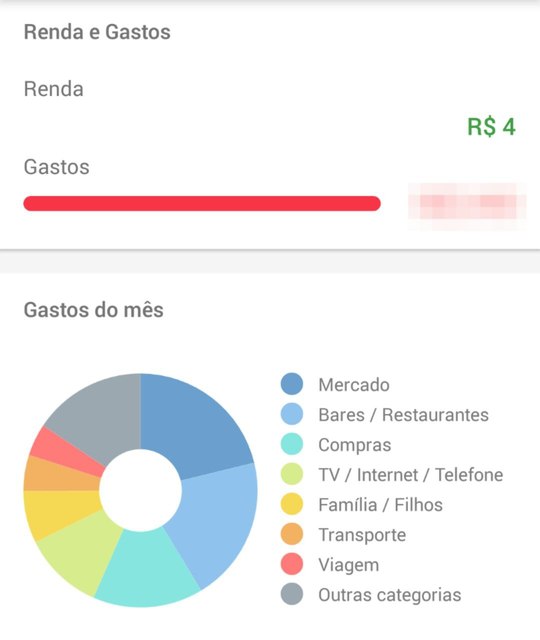 Renda e Gastos
Renda
R$ 4
Gastos
Gastos do mês
Mercado
Bares / Restaurantes
Compras
TV / Internet / Telefone
Família / Filhos
Transporte
Viagem
Outras categorias